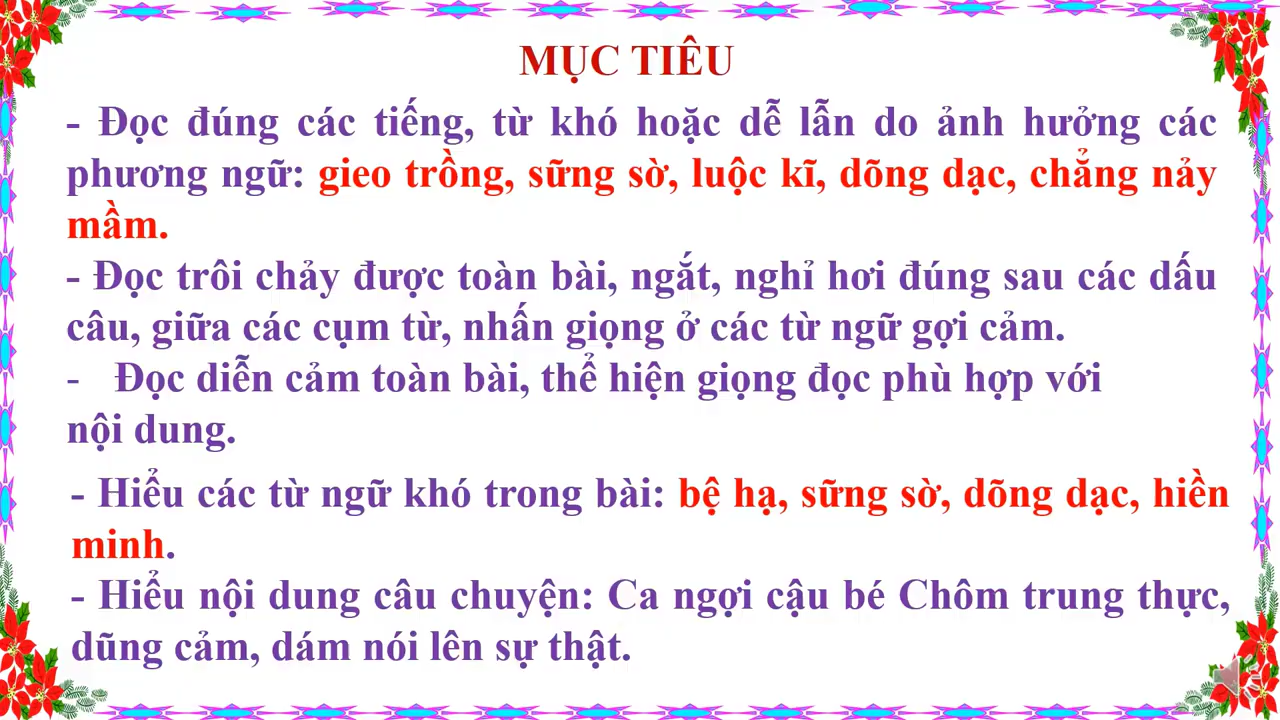 MỤC TIÊU
- Đọc đúng các tiếng, từ khó hoặc dễ lẫn do ảnh hưởng các
phương ngữ: gieo trồng, sững sờ, luộc kĩ, dõng dạc, chẳng nảy
mầm.
- Đọc trôi chảy được toàn bài, ngắt, nghỉ hơi đúng sau các dấu
câu, giữa các cụm từ, nhấn giọng ở các từ ngữ gợi cảm.
- Đọc diễn cảm toàn bài, thể hiện giọng đọc phù hợp với
nội dung.
- Hiểu các từ ngữ khó trong bài: bệ hạ, sững sờ, dõng dạc, hiền
minh.
- Hiểu nội dung câu chuyện: Ca ngợi cậu bé Chôm trung thực,
dũng cảm, dám nói lên sự thật.